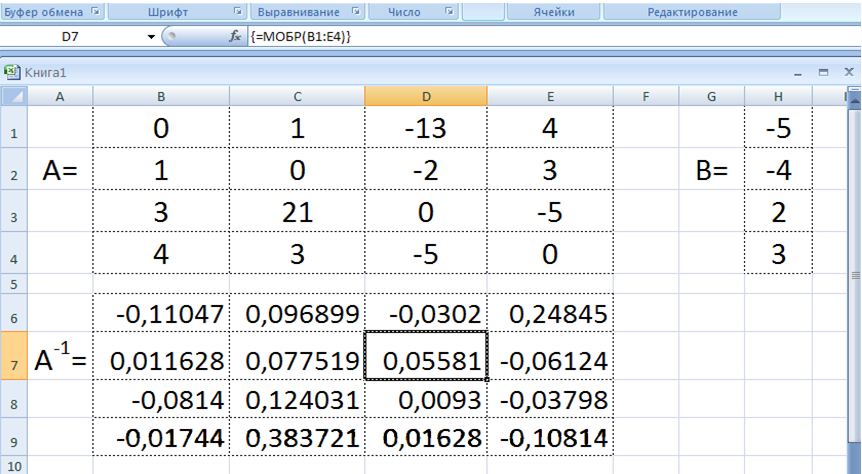 Буфер обмена Шрифт Выравнивание Число Ячейки Редактирование
D7 fx {=МОБР(B1:E4)}
Книга1
A B C D E F G H
1 0 1 -13 4 -5
2 A= 1 0 -2 3 B= -4
3 3 21 0 -5 2
4 4 3 -5 0 3
5
6 -0,11047 0,096899 -0,0302 0,24845
7 A-1= 0,011628 0,077519 0,05581 -0,06124
8 -0,0814 0,124031 0,0093 -0,03798
9 -0,01744 0,383721 0,01628 -0,10814
10